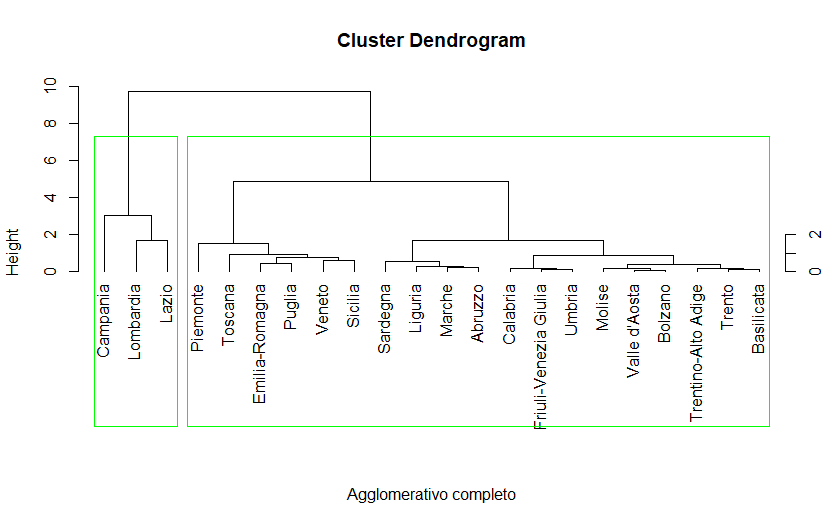 Cluster Dendrogram
Height
10
8
6
4
2
0
2
0
Campania
Lombardia
Lazio
Piemonte
Toscana
Emilia-Romagna
Puglia
Veneto
Sicilia
Sardegna
Liguria
Marche
Abruzzo
Calabria
Friuli-Venezia Giulia
Umbria
Molise
Valle d'Aosta
Bolzano
Trentino-Alto Adige
Trento
Basilicata
Agglomerativo completo